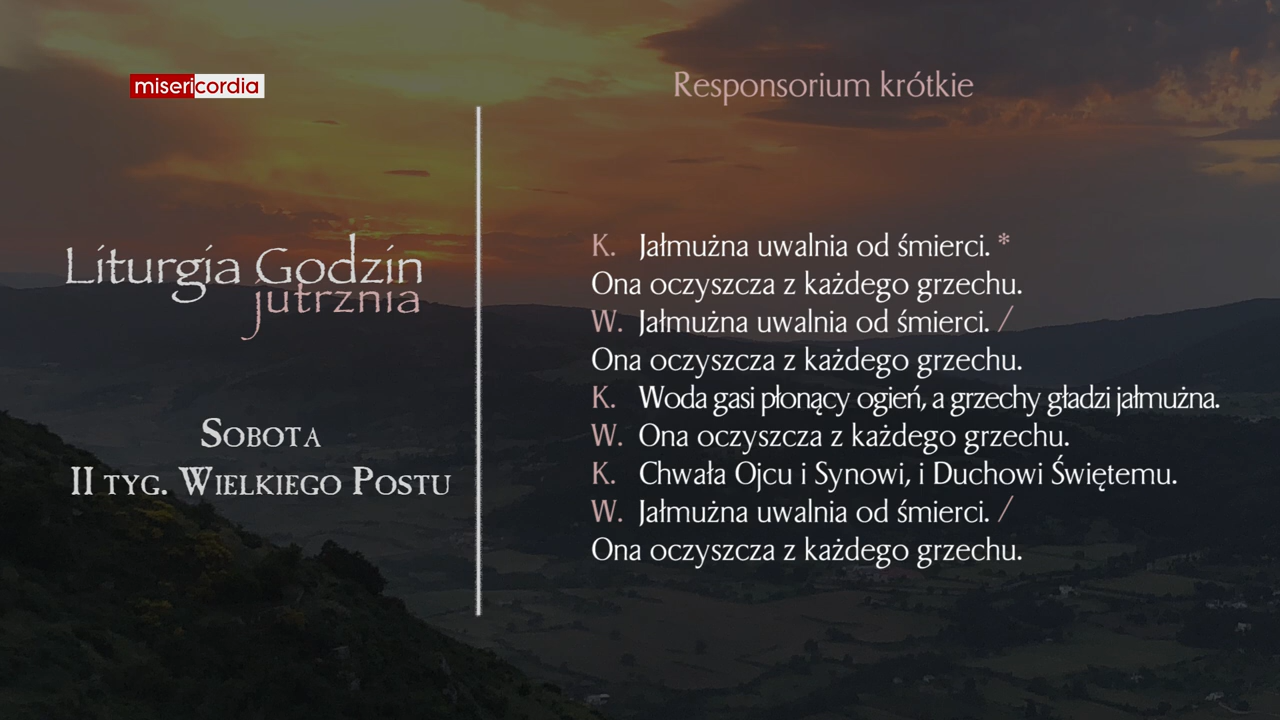 misericordia
Liturgia Godzin
jutrznia
Sobota
II tyg. Wielkiego Postu
Responsorium krótkie
K. Jałmużna uwalnia od śmierci. *
Ona oczyszcza z każdego grzechu.
W. Jałmużna uwalnia od śmierci. /
Ona oczyszcza z każdego grzechu.
K. Woda gasi płonący ogień, a grzechy gładzi jałmużna.
W. Ona oczyszcza z każdego grzechu.
K. Chwała Ojcu i Synowi, i Duchowi Świętemu.
W. Jałmużna uwalnia od śmierci. /
Ona oczyszcza z każdego grzechu.